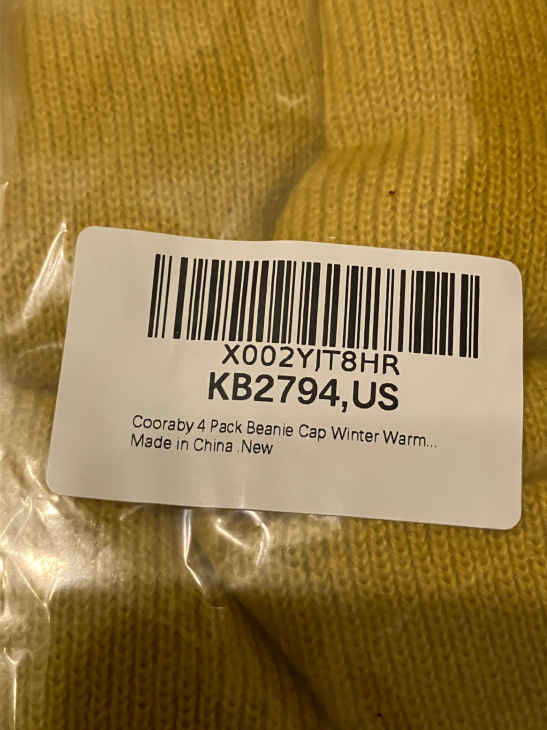 X002YJT8HR
KB2794,US
Cooraby 4 Pack Beanie Cap Winter Warm...
Made in China .New